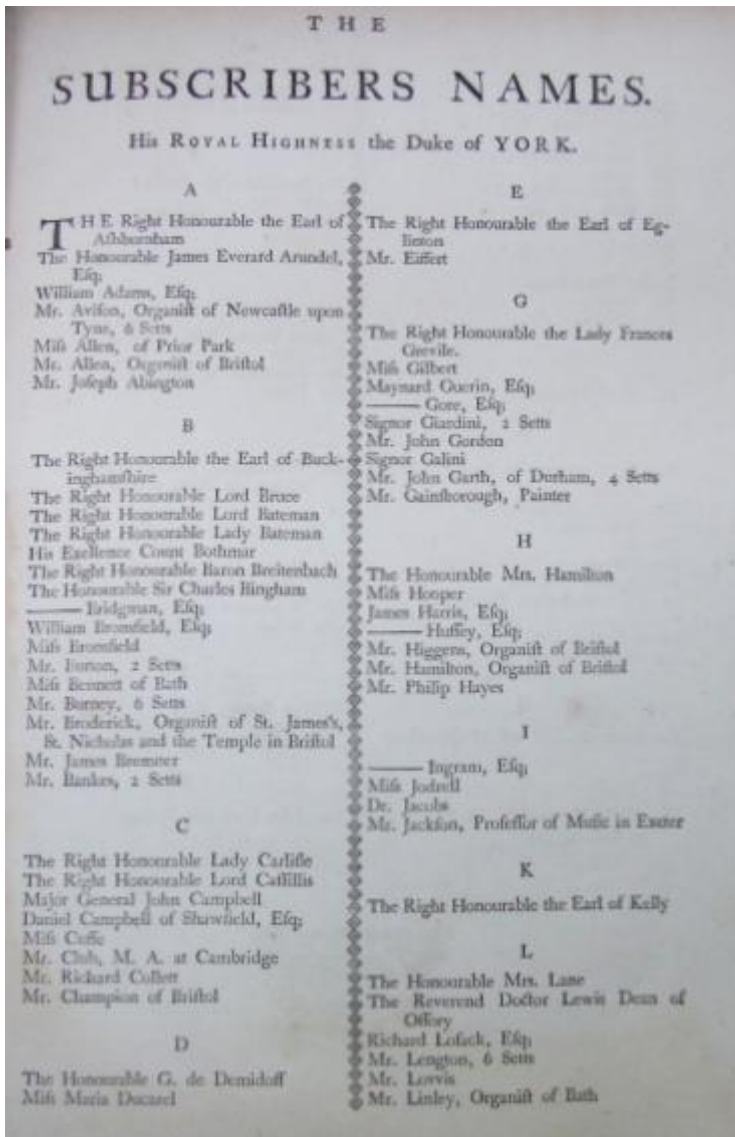 THE
SUBSCRIBERS NAMES.
His ROYAL HIGHNESS the Duke of YORK.
A
THE Right Honourable the Earl of
Aſhburnham
The Honourable James Everard Arundel,
Eſq;
William Adams, Eſq;
Mr. Aviſon, Organiſt of Newcaſtle upon
Tyne, 6 Setts
Miſs Allen, of Prior Park
Mr. Allen, Organiſt of Briſtol
Mr. Joſeph Abington
B
The Right Honourable the Earl of Buck-
inghamſhire
The Right Honourable Lord Bruce
The Right Honourable Lord Bateman
The Right Honourable Lady Bateman
His Exellence Count Bothmar
The Right Honourable Baron Breitenbach
The Honourable Sir Charles Bingham
——— Bridgman, Eſq;
William Bromfield, Eſq;
Miſs Bromfield
Mr. Burton, 2 Setts
Miſs Bennett of Bath
Mr. Burney, 6 Setts
Mr. Broderick, Organiſt of St. James's,
St. Nicholas and the Temple in Briſtol
Mr. James Bremner
Mr. Bankes, 2 Setts
C
The Right Honourable Lady Carliſle
The Right Honourable Lord Caſſillis
Major General John Campbell
Daniel Campbell of Shawfield, Eſq;
Miſs
Mr. Club, M. A. at Cambridge
Mr. Richard Collett
Mr. Champion of Briſtol
D
The Honourable G. de Demidoff
Miſs Maria Ducarel
E
The Right Honourable the Earl of Eg-
linton
Mr. Eiffert
G
The Right Honourable the Lady Frances
Grevile.
Miſs Gilbert
Maynard Guerin, Eſq;
——— Gore, Eſq;
Signor Giardini, 2 Setts
Mr. John Gordon
Signor Galini
Mr. John Garth, of Durham, 4 Setts
Mr. Gainſborough, Painter
H
The Honourable Mrs. Hamilton
Miſs Hooper
James Harris, Eſq;
——— Huſſey, Eſq;
Mr. Higgens, Organiſt of Briſtol
Mr. Hamilton, Organiſt of Briſtol
Mr. Philip Hayes
I
——— Ingram, Eſq;
Miſs Jodrell
Dr. Jacobs
Mr. Jackſon, Profeſſor of Muſic in Exeter
K
The Right Honourable the Earl of Kelly
L
The Honourable Mrs. Lane
The Reverend Doctor Lewis Dean of
Oſſory
Richard Loſack, Eſq;
Mr. Lengton, 6 Setts
Mr.
Mr. Linley, Organiſt of Bath